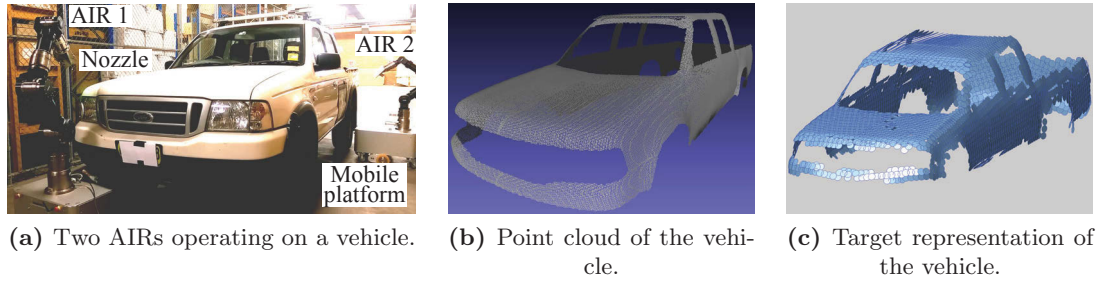 AIR 1
Nozzle
AIR 2
Mobile
platform
(a) Two AIRs operating on a vehicle.
(b) Point cloud of the vehi-
cle.
(c) Target representation of
the vehicle.